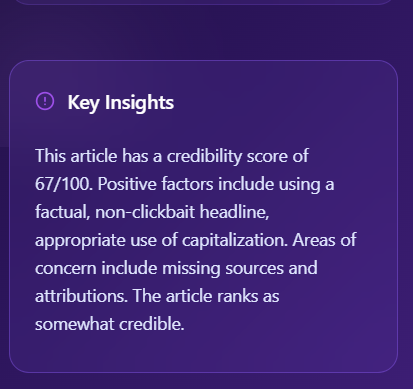 Key Insights
This article has a credibility score of
67/100. Positive factors include using a
factual, non-clickbait headline,
appropriate use of capitalization. Areas of
concern include missing sources and
attributions. The article ranks as
somewhat credible.